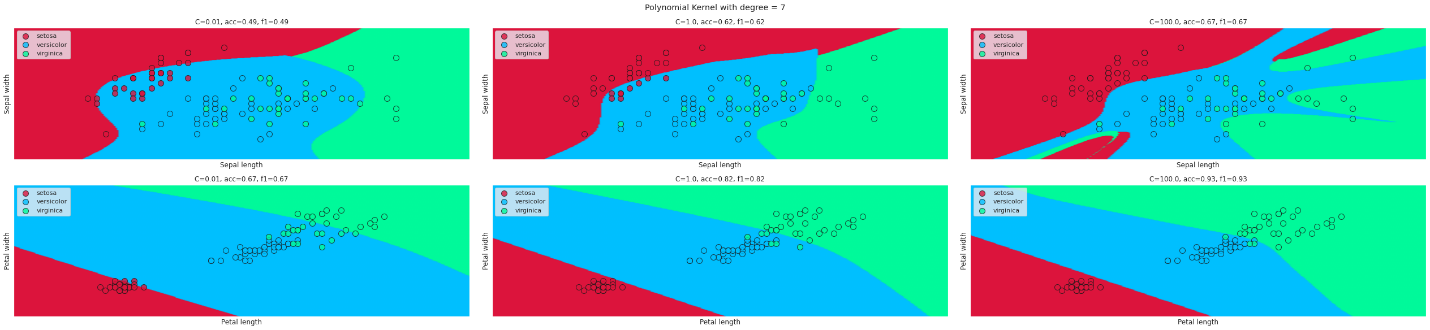 Polynomial Kernel with degree = 7
C=0.01, acc=0.49, f1=0.49
setosa
versicolor
virginica
Sepal width
Sepal length
C=1.0, acc=0.62, f1=0.62
setosa
versicolor
virginica
Sepal width
Sepal length
C=100.0, acc=0.67, f1=0.67
setosa
versicolor
virginica
Sepal width
Sepal length
C=0.01, acc=0.67, f1=0.67
setosa
versicolor
virginica
Petal width
Petal length
C=1.0, acc=0.82, f1=0.82
setosa
versicolor
virginica
Petal width
Petal length
C=100.0, acc=0.93, f1=0.93
setosa
versicolor
virginica
Petal width
Petal length